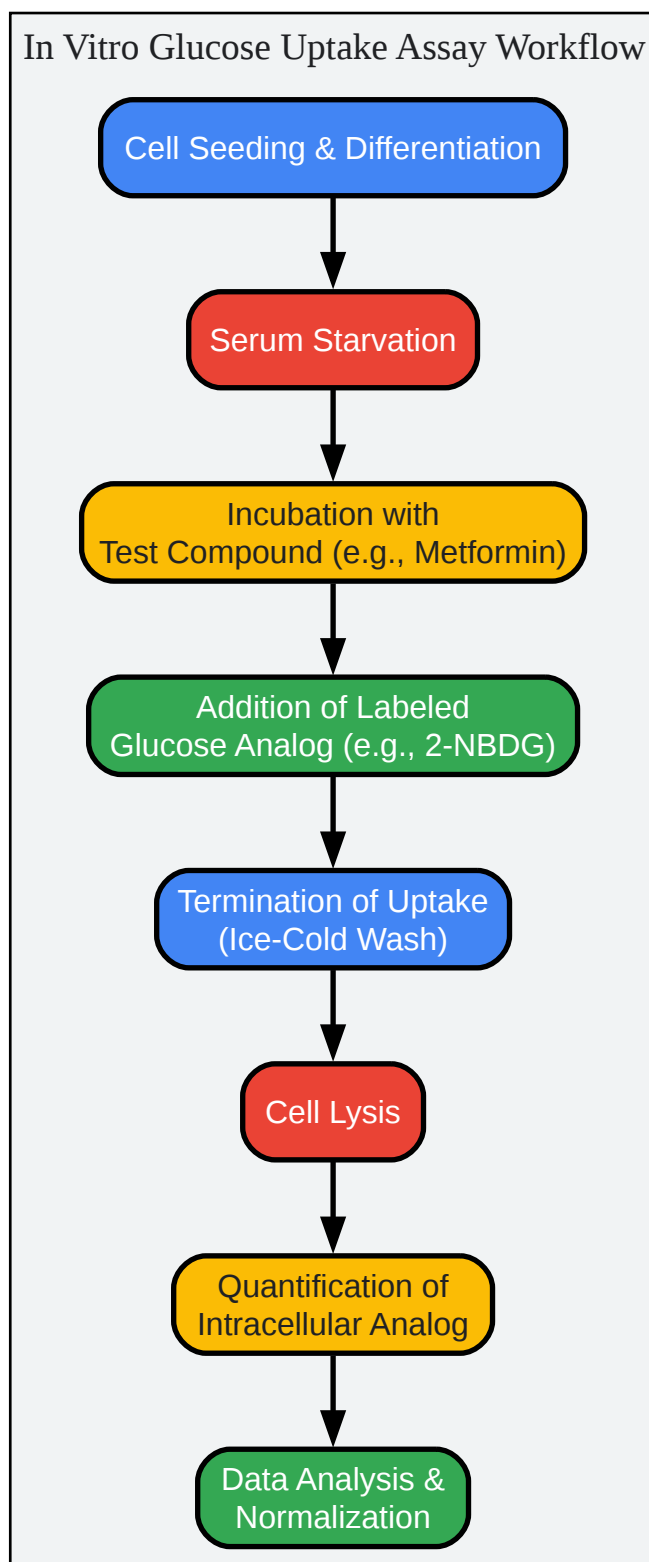 In Vitro Glucose Uptake Assay Workflow
Cell Seeding & Differentiation
Serum Starvation
Incubation with
Test Compound (e.g., Metformin)
Addition of Labeled
Glucose Analog (e.g., 2-NBDG)
Termination of Uptake
(Ice-Cold Wash)
Cell Lysis
Quantification of
Intracellular Analog
Data Analysis &
Normalization